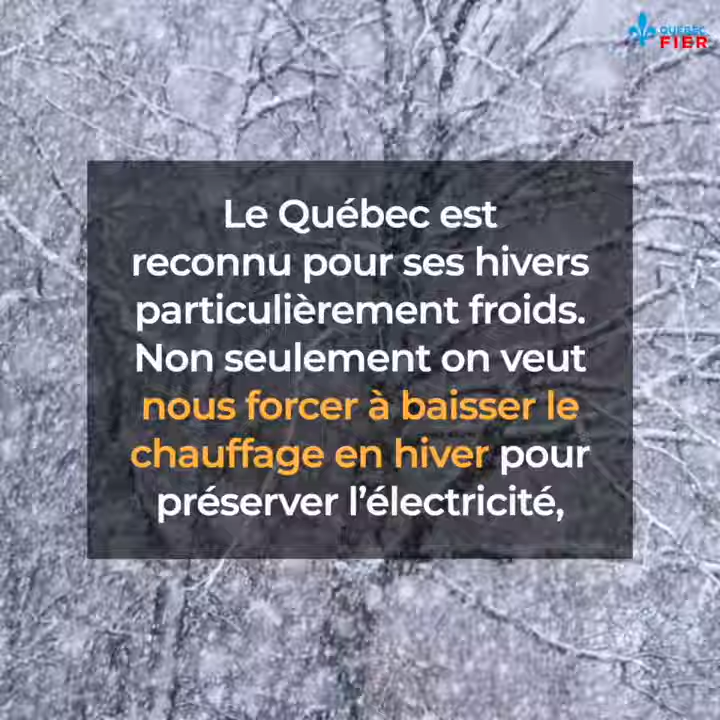 QUÉBEC
FIER
Le Québec est
reconnu pour ses hivers
particulièrement froids.
Non seulement on veut
nous forcer à baisser le
chauffage en hiver pour
préserver l’électricité,